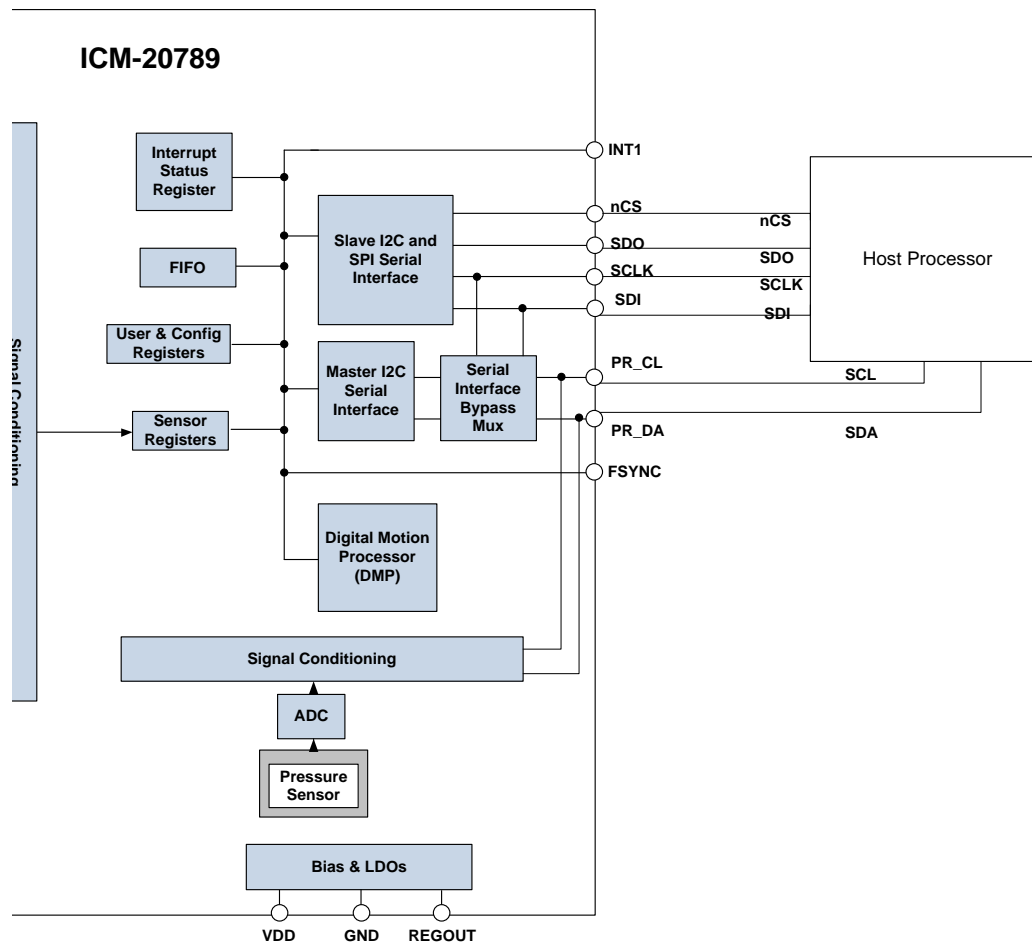 ICM-20789
Interrupt
Status
Register
FIFO
User & Config
Registers
Sensor
Registers
Signal Conditioning
Slave I2C and
SPI Serial
Interface
Master I2C
Serial
Interface
Serial
Interface
Bypass
Mux
Digital Motion
Processor
(DMP)
Signal Conditioning
ADC
Pressure
Sensor
Bias & LDOs
VDD
GND
REGOUT
INT1
nCS
SDO
SCLK
SDI
PR_CL
PR_DA
FSYNC
nCS
SDO
SCLK
SDI
SCL
SDA
Host Processor